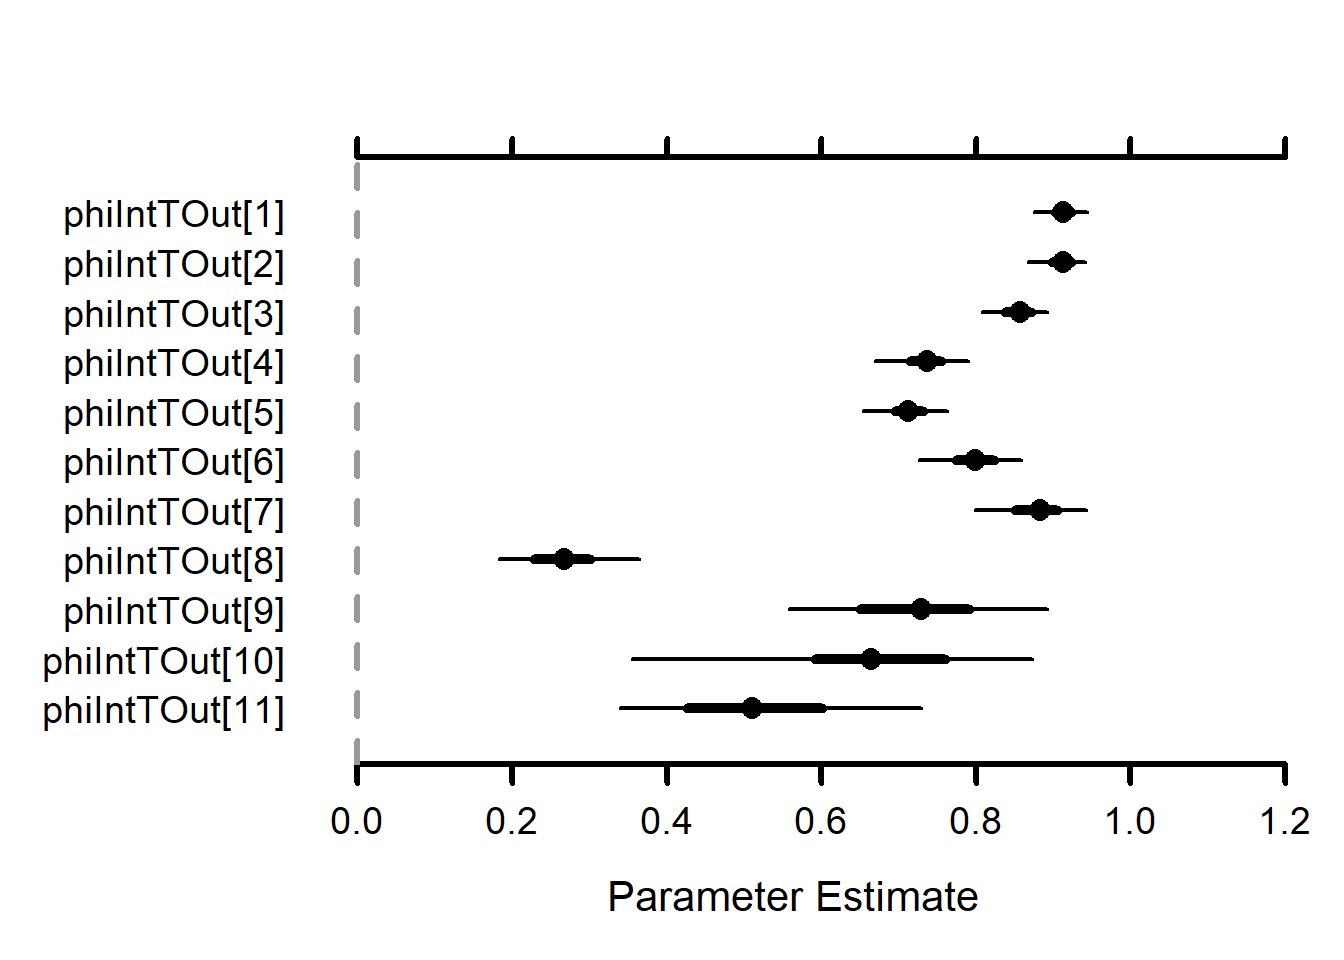 phiIntTOut[1]
phiIntTOut[2]
phiIntTOut[3]
phiIntTOut[4]
phiIntTOut[5]
phiIntTOut[6]
phiIntTOut[7]
phiIntTOut[8]
phiIntTOut[9]
phiIntTOut[10]
phiIntTOut[11]
0.0 0.2 0.4 0.6 0.8 1.0 1.2
Parameter Estimate